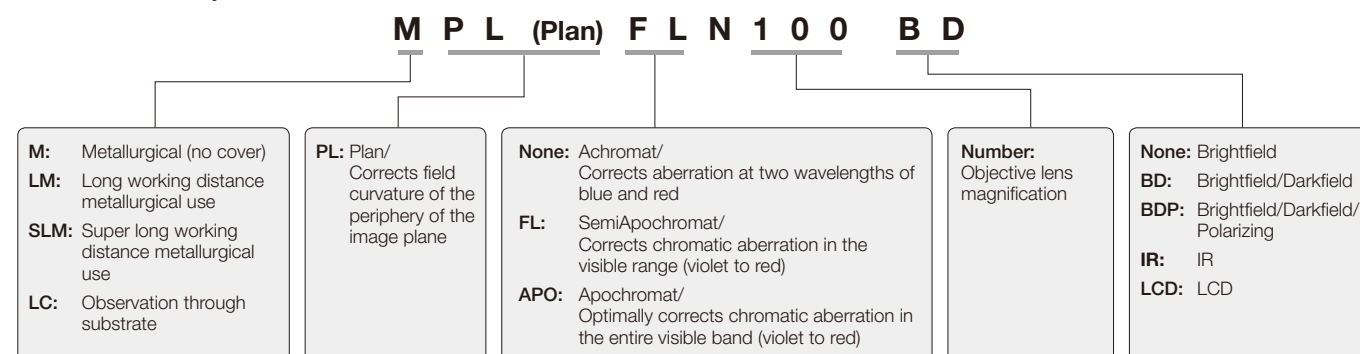 M P L (Plan) F L N 1 0 0 B D
M: Metallurgical (no cover)
LM: Long working distance
metallurgical use
SLM: Super long working
distance metallurgical
use
LC: Observation through
substrate
PL: Plan/
Corrects field
curvature of the
periphery of the
image plane
None: Achromat/
Corrects aberration at two wavelengths of
blue and red
FL: SemiApochromat/
Corrects chromatic aberration in the
visible range (violet to red)
APO: Apochromat/
Optimally corrects chromatic aberration in
the entire visible band (violet to red)
Number:
Objective lens
magnification
None: Brightfield
BD: Brightfield/Darkfield
BDP: Brightfield/Darkfield/
Polarizing
IR: IR
LCD: LCD